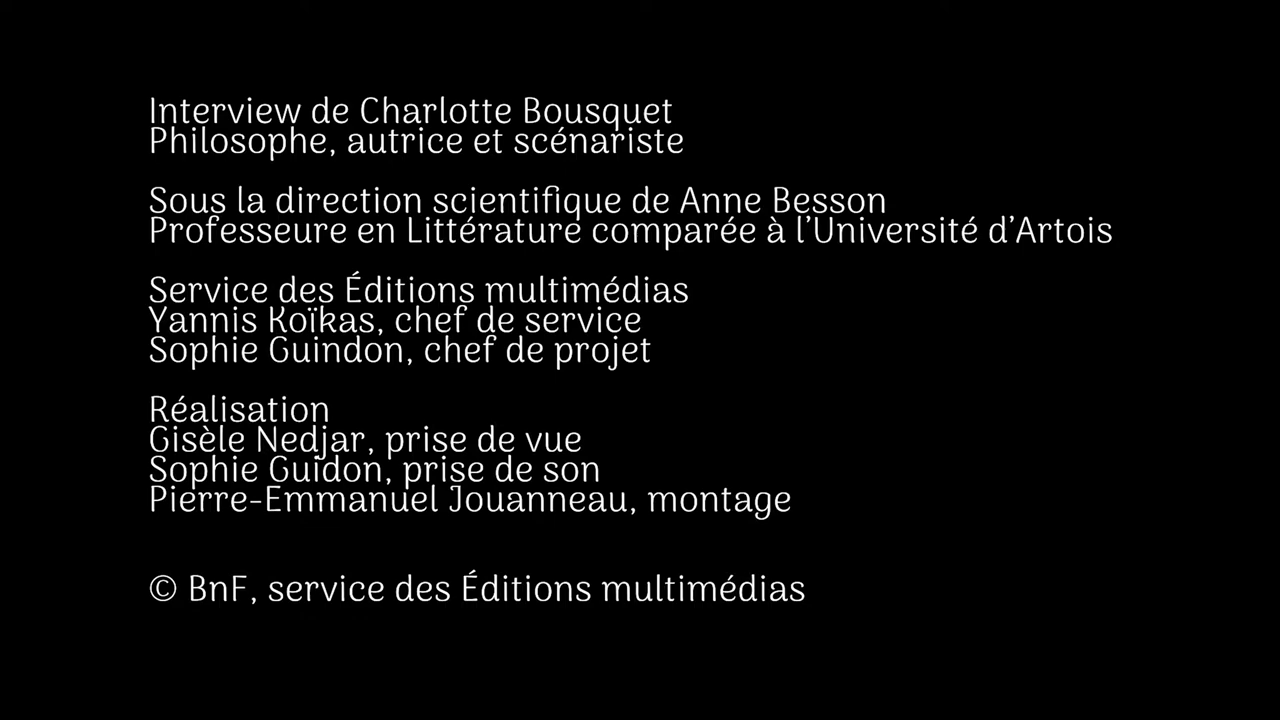 Interview de Charlotte Bousquet
Philosophe, autrice et scénariste
Sous la direction scientifique de Anne Besson
Professeure en Littérature comparée à l’Université d’Artois
Service des Éditions multimédias
Yannis Koïkas, chef de service
Sophie Guindon, chef de projet
Réalisation
Gisèle Nedjar, prise de vue
Sophie Guidon, prise de son
Pierre-Emmanuel Jouanneau, montage
© BnF, service des Éditions multimédias